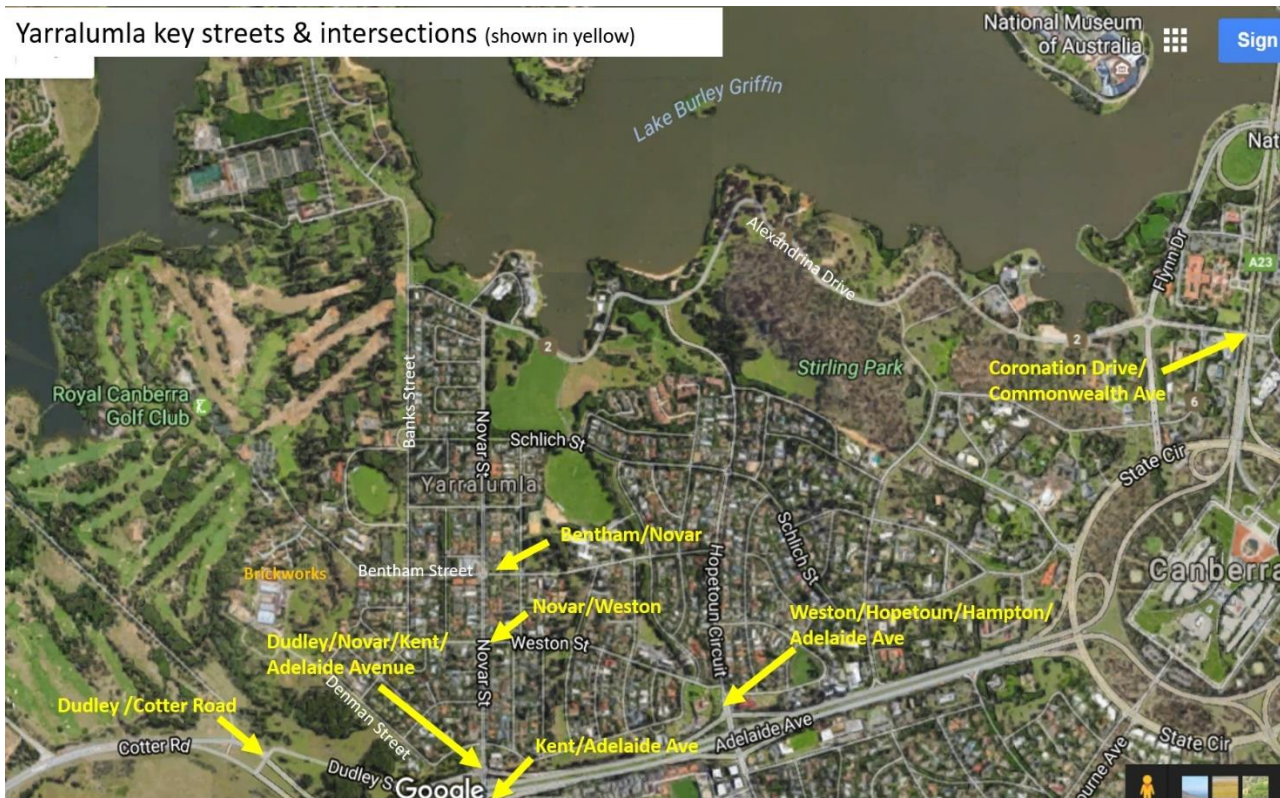 Yarralumla key streets & intersections (shown in yellow)
National Museum
of Australia
Sign
Lake Burley Griffin
Nat
Alexandrina Drive
Flynn Dr
A23
2
2
Coronation Drive/
Commonwealth Ave
Stirling Park
6
Royal Canberra
Golf Club
Banks Street
Novar St
Schlich St
State Cir
Yarralumla
Schlich St
Bentham/Novar
Hopetoun Circuit
Canberra
Brickworks
Bentham Street
Novar/Weston
Weston/Hopetoun/Hampton/
Adelaide Ave
Dudley/Novar/Kent/
Adelaide Avenue
Novar St
Weston St
Denman Street
Dudley /Cotter Road
Cotter Rd
Kent/Adelaide Ave
Adelaide Ave
State Cir
Dudley S
Google
ourne Ave